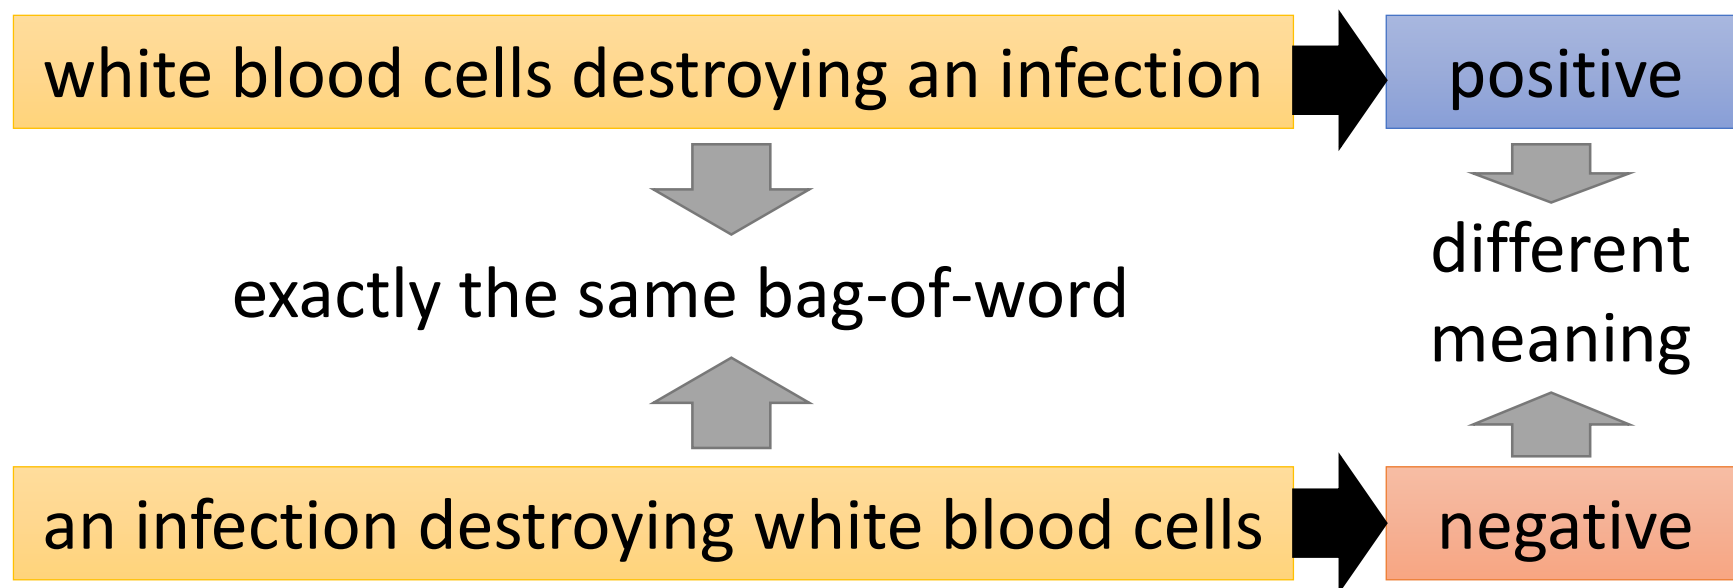 white blood cells destroying an infection
positive
exactly the same bag-of-word
different
meaning
an infection destroying white blood cells
negative